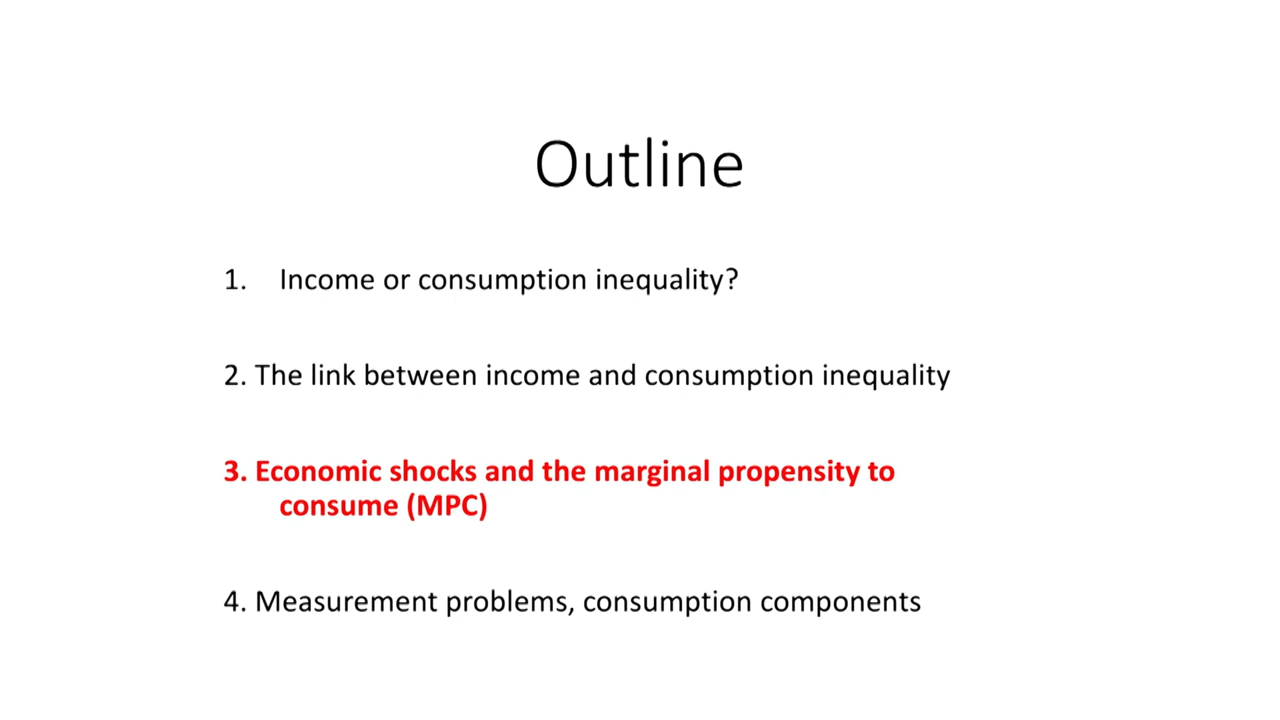 Outline
1. Income or consumption inequality?
2. The link between income and consumption inequality
3. Economic shocks and the marginal propensity to
consume (MPC)
4. Measurement problems, consumption components